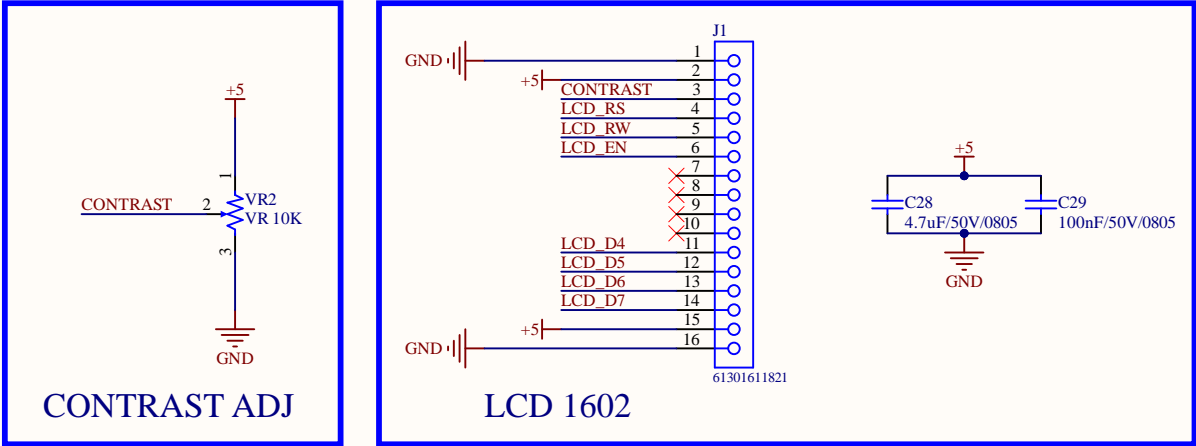 +5
1
CONTRAST
2
VR2
VR 10K
3
GND
CONTRAST ADJ
J1
GND
1
+5
2
CONTRAST
3
LCD_RS
4
LCD_RW
5
LCD_EN
6
7
8
9
10
LCD_D4
11
LCD_D5
12
LCD_D6
13
LCD_D7
14
+5
15
GND
16
61301611821
LCD 1602
+5
C28
4.7uF/50V/0805
C29
100nF/50V/0805
GND